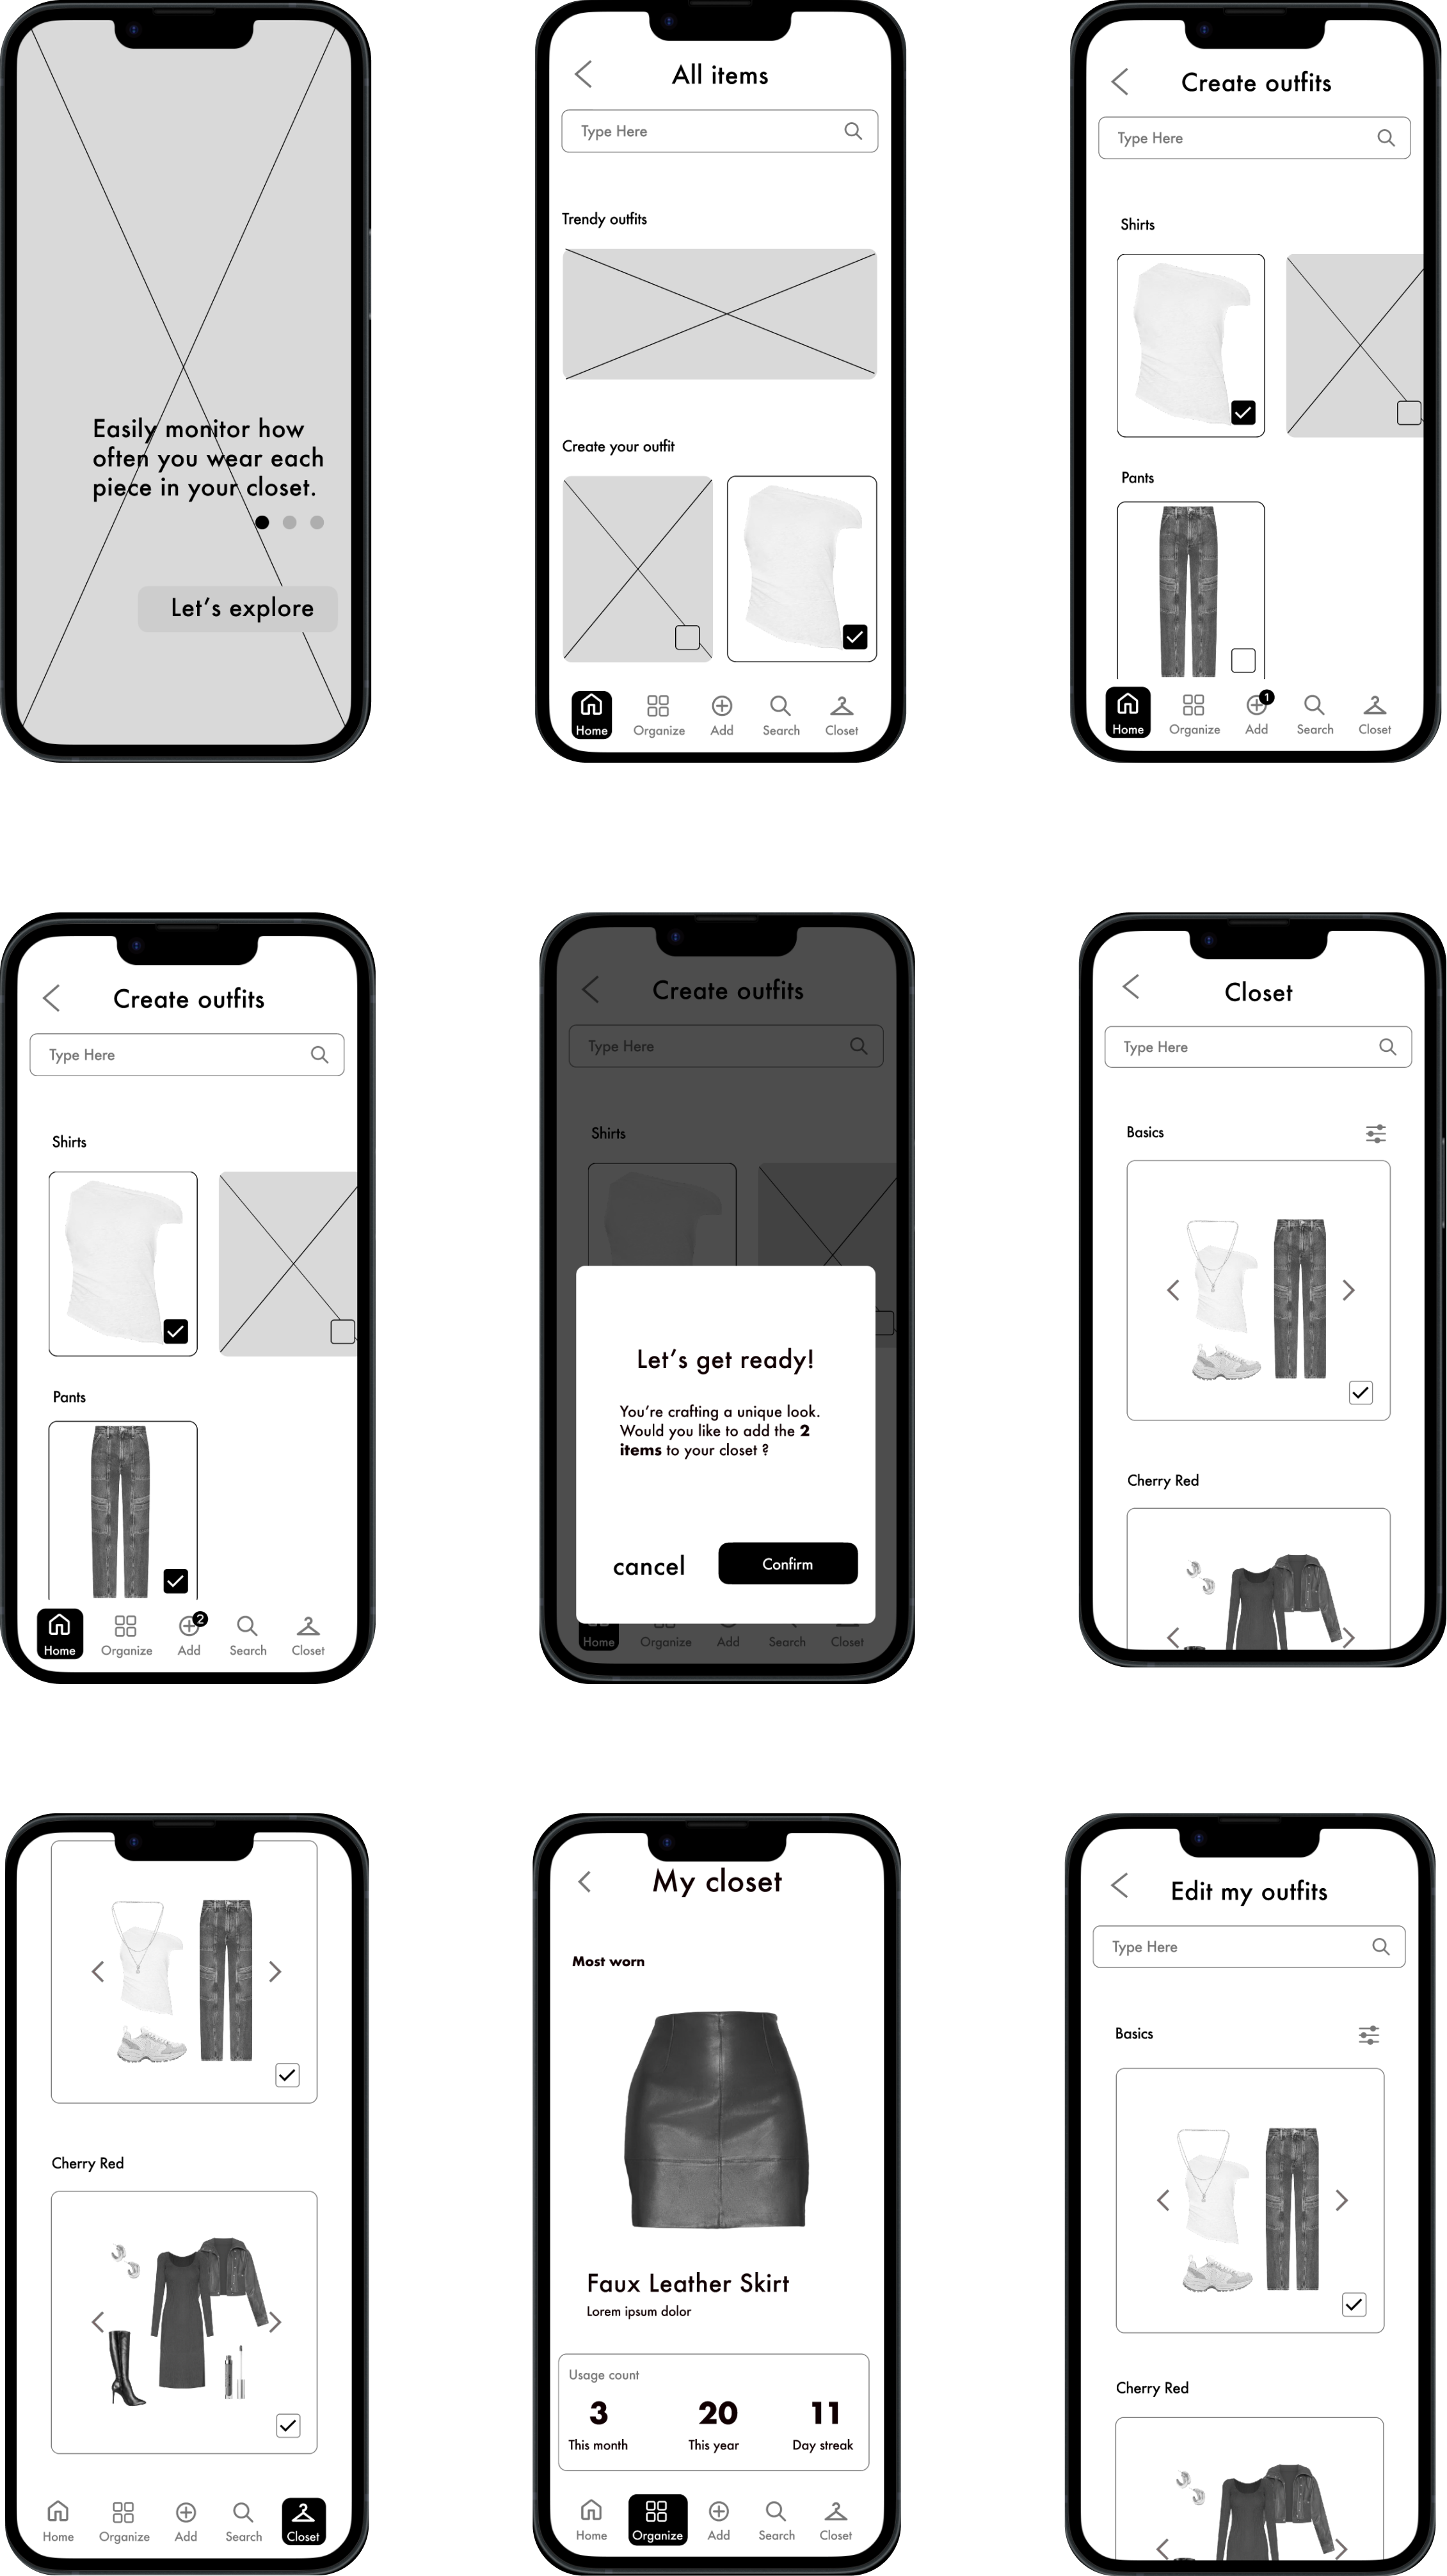 Easily monitor how
often you wear each
piece in your closet.
Let's explore
All items
Type Here
Trendy outfits
Create your outfit
Home Organize Add Search Closet
Create outfits
Type Here
Shirts
Pants
1
Home Organize Add Search Closet
Create outfits
Type Here
Shirts
Pants
2
Home Organize Add Search Closet
Create outfits
Type Here
Shirts
Let's get ready!
You're crafting a unique look.
Would you like to add the 2
items to your closet ?
cancel Confirm
Home Organize Add Search Closet
Closet
Type Here
Basics
Cherry Red
Cherry Red
Home Organize Add Search Closet
My closet
Most worn
Faux Leather Skirt
Lorem ipsum dolor
Usage count
3 20 11
This month This year Day streak
Home Organize Add Search Closet
Edit my outfits
Type Here
Basics
Cherry Red